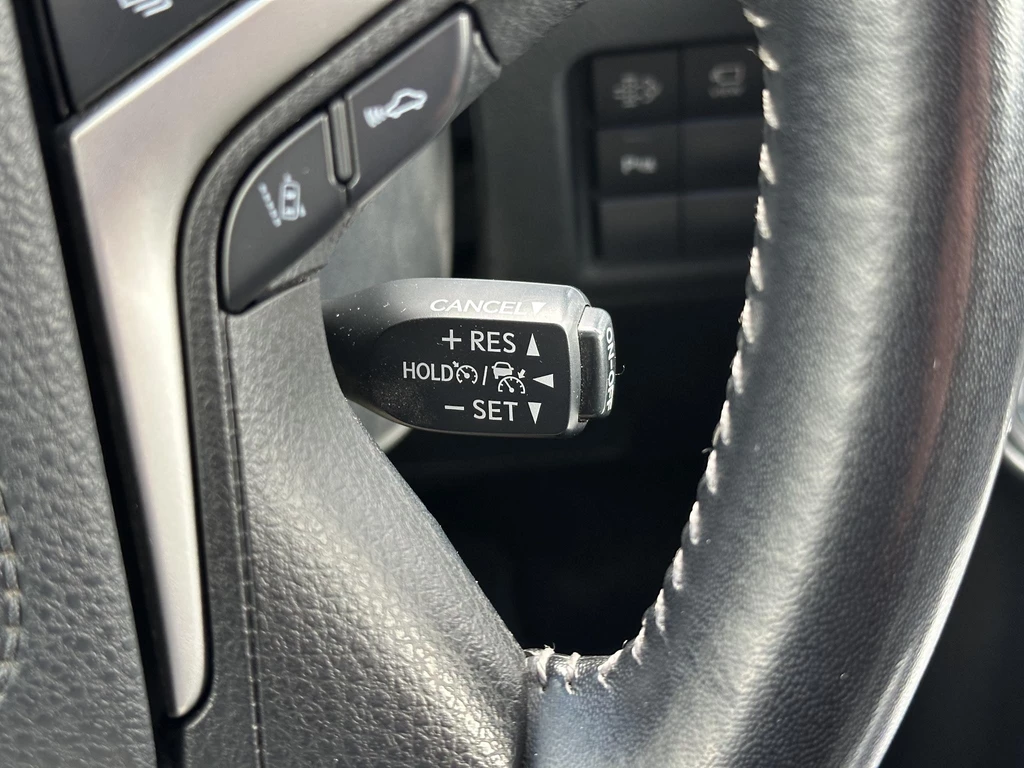 CANCEL
+ RES
HOLD /
− SET
ON-OFF